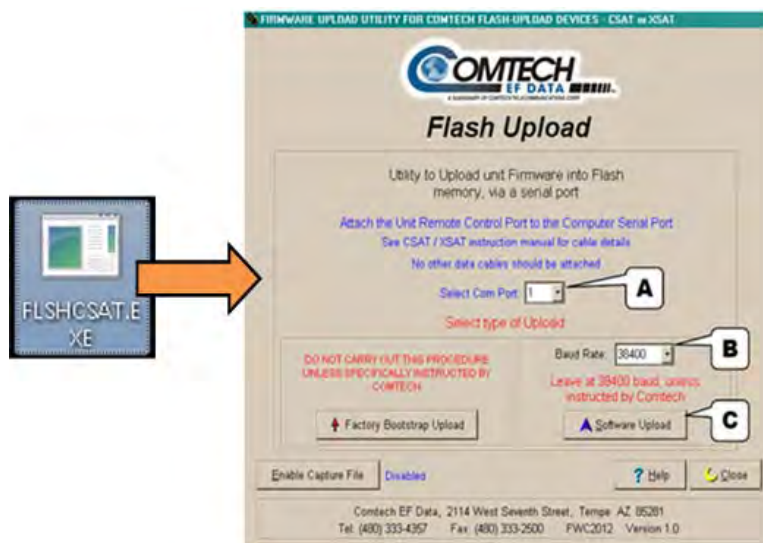 FIRMWARE UPLOAD UTILITY FOR COMTECH FLASH-UPLOAD DEVICES - CSAT or XSAT
COMTECH
EF DATA
A SUBSIDIARY OF COMTECH TELECOMMUNICATIONS CORP
Flash Upload
Utility to Upload unit Firmware into Flash
memory, via a serial port
Attach the Unit Remote Control Port to the Computer Serial Port
See CSAT / XSAT instruction manual for cable details
No other data cables should be attached
Select Com Port: 1
A
Select type of Upload
FLSHCSAT.E
XE
DO NOT CARRY OUT THIS PROCEDURE
UNLESS SPECIFICALLY INSTRUCTED BY
COMTECH
Factory Bootstrap Upload
Baud Rate: 38400
B
Leave at 38400 baud, unless
instructed by Comtech
Software Upload
C
Enable Capture File
Disabled
? Help
Close
Comtech EF Data, 2114 West Seventh Street, Tempe AZ 85281
Tel: (480) 333-4357 Fax: (480) 333-2500 FWC2012 Version 1.0